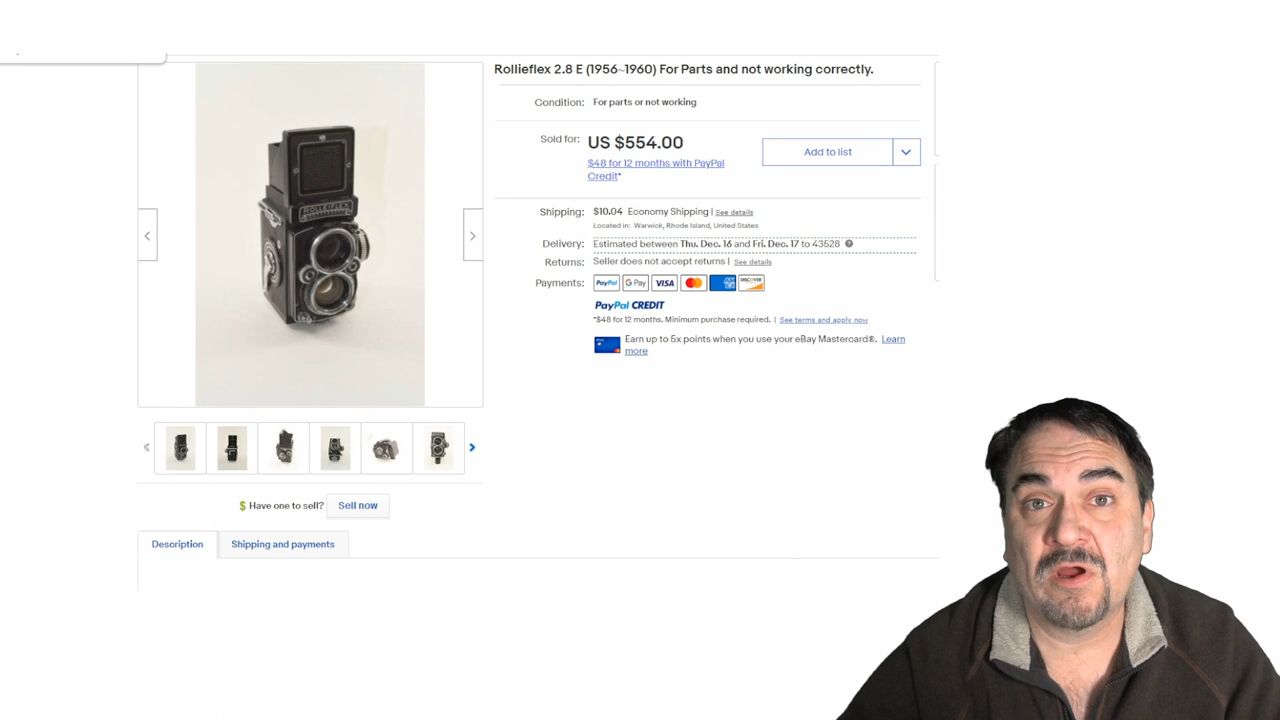 Rollieflex 2.8 E (1956~1960) For Parts and not working correctly.
Condition: For parts or not working
Sold for: US $554.00
Add to list
$48 for 12 months with PayPal
Credit*
Shipping: $10.04 Economy Shipping | See details
Located in: Warwick, Rhode Island, United States
Delivery: Estimated between Thu. Dec. 16 and Fri. Dec. 17 to 43528
Returns: Seller does not accept returns | See details
Payments: PayPal G Pay VISA DISCOVER
PayPal CREDIT
*$48 for 12 months. Minimum purchase required. | See terms and apply now
Earn up to 5x points when you use your eBay Mastercard®. Learn
more
ROLLEIFLEX
$ Have one to sell? Sell now
Description
Shipping and payments